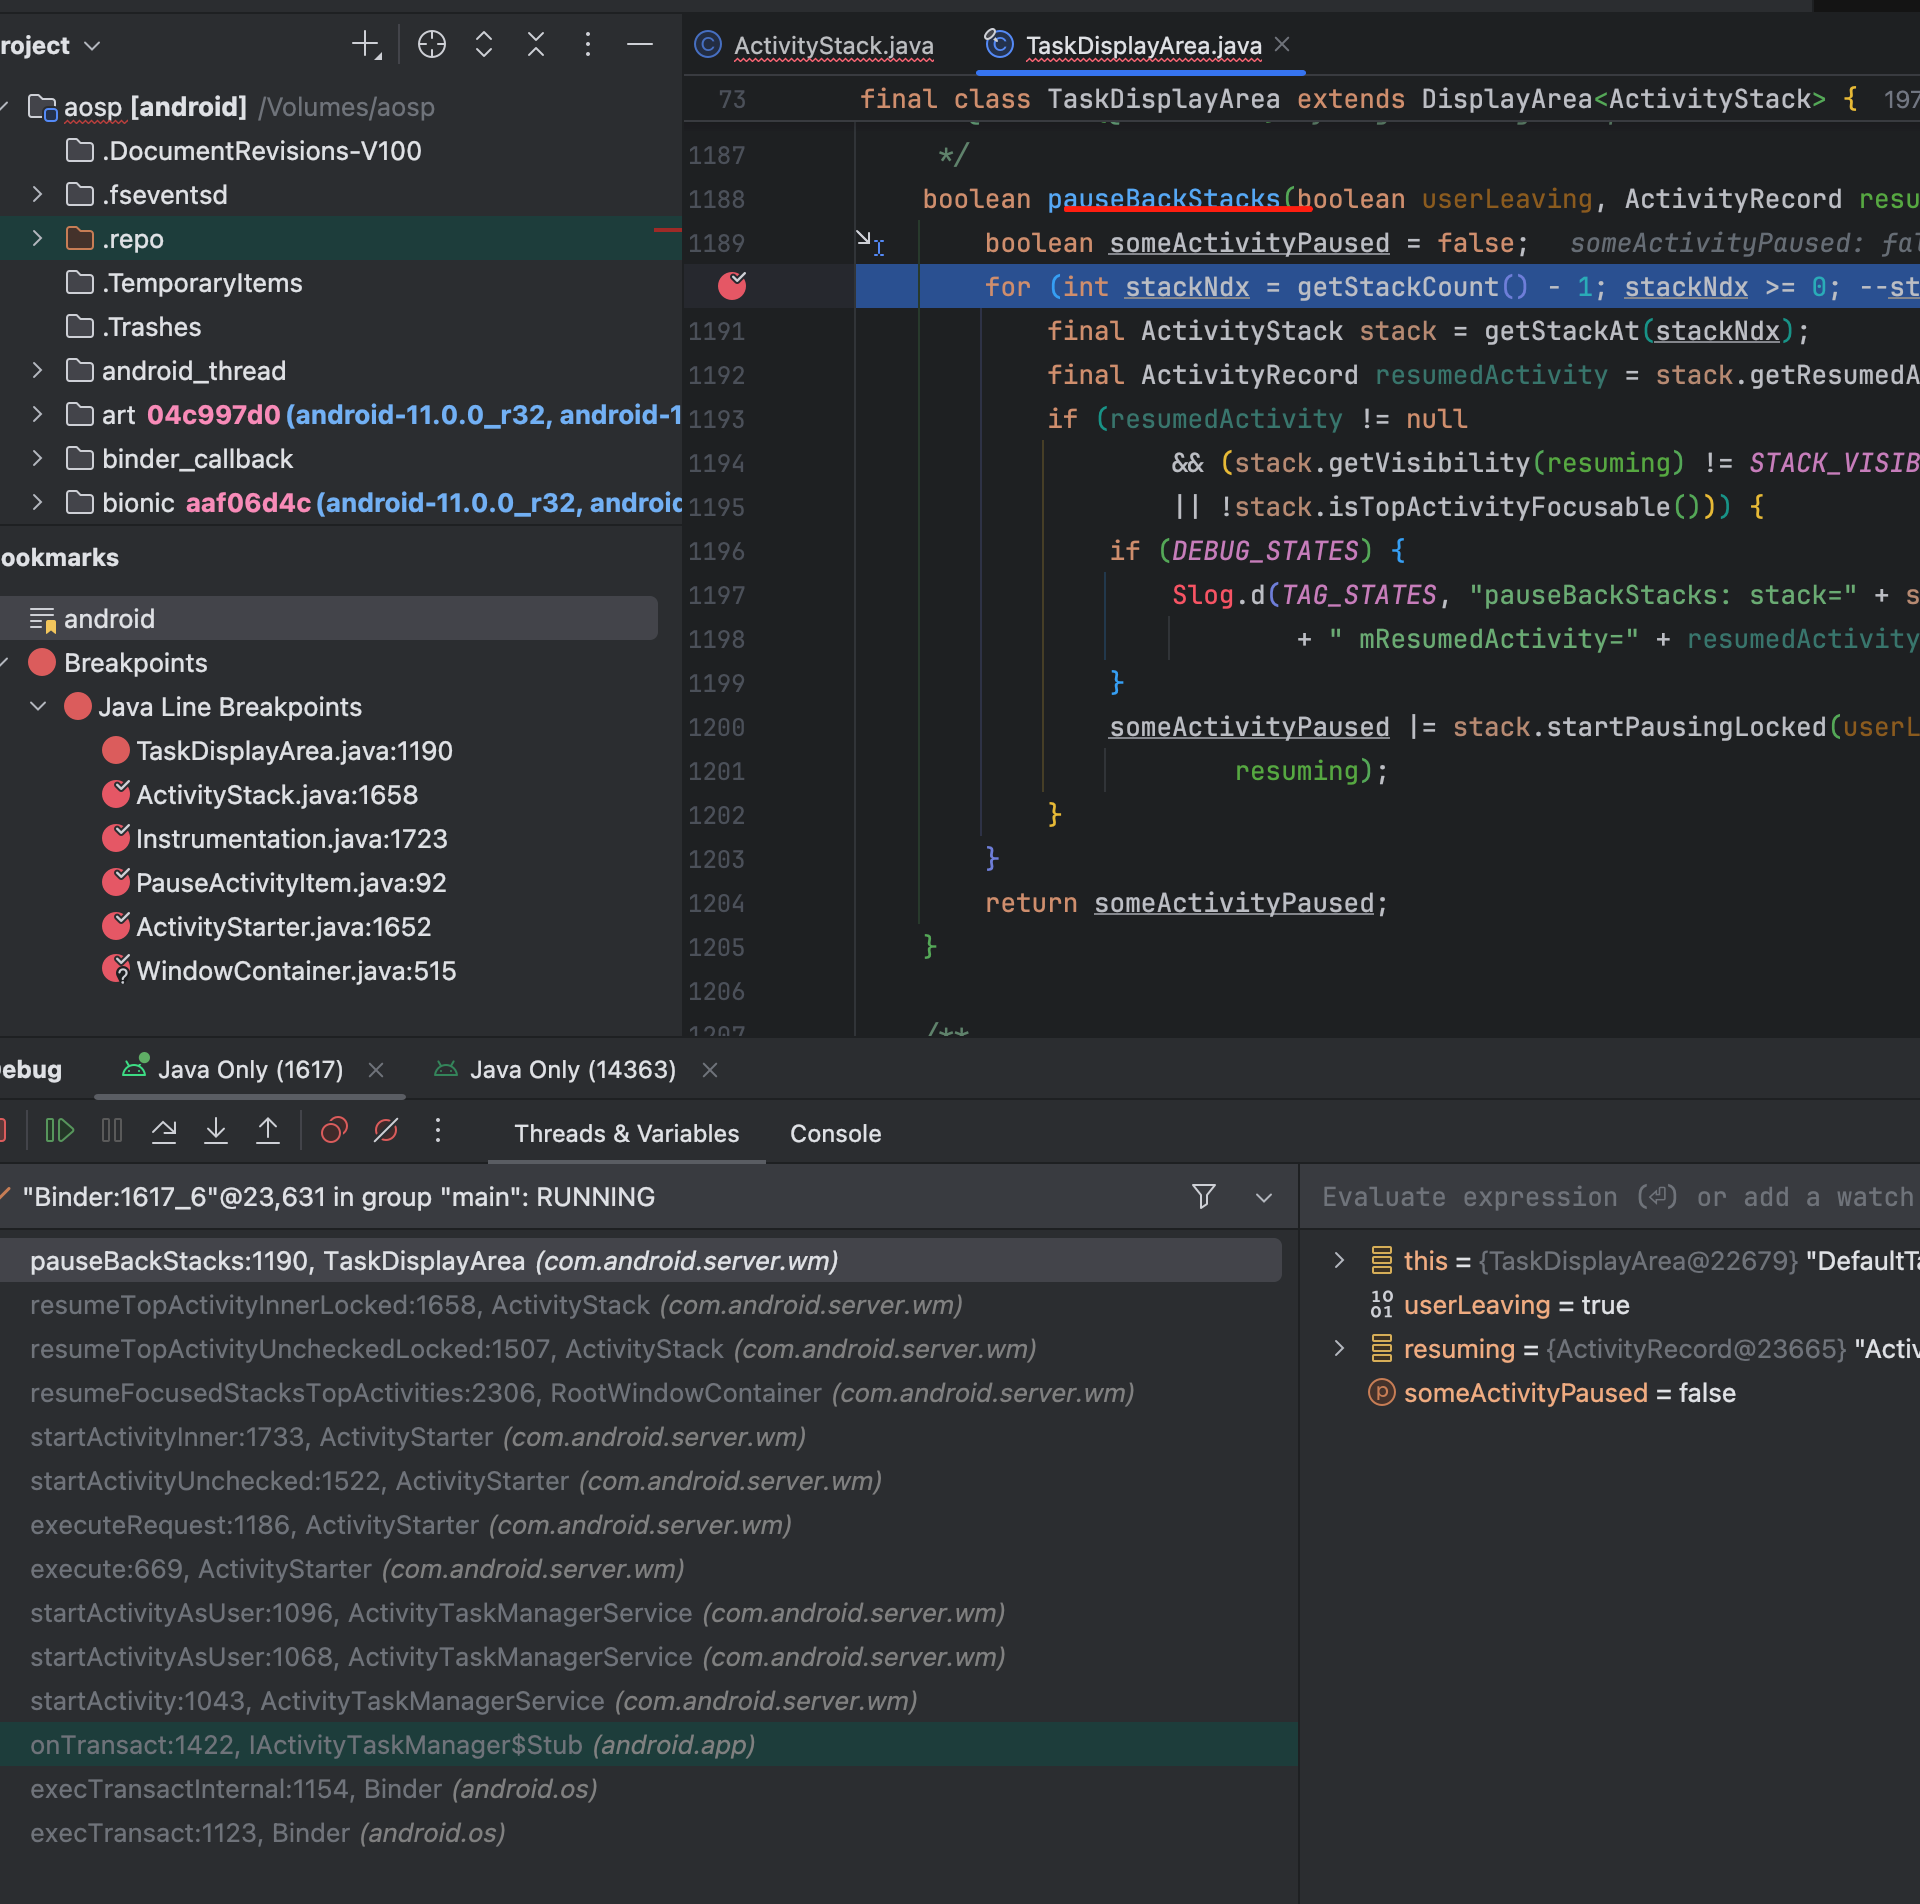 roject
aosp [android] /Volumes/aosp
.DocumentRevisions-V100
.fseventsd
.repo
.TemporaryItems
.Trashes
android_thread
art 04c997d0 (android-11.0.0_r32, android-1
binder_callback
bionic aaf06d4c (android-11.0.0_r32, android
ookmarks
android
Breakpoints
Java Line Breakpoints
TaskDisplayArea.java:1190
ActivityStack.java:1658
Instrumentation.java:1723
PauseActivityItem.java:92
ActivityStarter.java:1652
WindowContainer.java:515
ActivityStack.java
TaskDisplayArea.java
73 final class TaskDisplayArea extends DisplayArea<ActivityStack> { 197
1187 */
1188 boolean pauseBackStacks(boolean userLeaving, ActivityRecord resu
1189 boolean someActivityPaused = false; someActivityPaused: fal
for (int stackNdx = getStackCount() - 1; stackNdx >= 0; --st
1191 final ActivityStack stack = getStackAt(stackNdx);
1192 final ActivityRecord resumedActivity = stack.getResumedA
1193 if (resumedActivity != null
1194 && (stack.getVisibility(resuming) != STACK_VISIB
1195 || !stack.isTopActivityFocusable())) {
1196 if (DEBUG_STATES) {
1197 Slog.d(TAG_STATES, "pauseBackStacks: stack=" + s
1198 + " mResumedActivity=" + resumedActivity
1199 }
1200 someActivityPaused |= stack.startPausingLocked(userL
1201 resuming);
1202 }
1203 }
1204 return someActivityPaused;
1205 }
1206
1207 /**
ebug
Java Only (1617)
Java Only (14363)
Threads & Variables
Console
"Binder:1617_6"@23,631 in group "main": RUNNING
pauseBackStacks:1190, TaskDisplayArea (com.android.server.wm)
resumeTopActivityInnerLocked:1658, ActivityStack (com.android.server.wm)
resumeTopActivityUncheckedLocked:1507, ActivityStack (com.android.server.wm)
resumeFocusedStacksTopActivities:2306, RootWindowContainer (com.android.server.wm)
startActivityInner:1733, ActivityStarter (com.android.server.wm)
startActivityUnchecked:1522, ActivityStarter (com.android.server.wm)
executeRequest:1186, ActivityStarter (com.android.server.wm)
execute:669, ActivityStarter (com.android.server.wm)
startActivityAsUser:1096, ActivityTaskManagerService (com.android.server.wm)
startActivityAsUser:1068, ActivityTaskManagerService (com.android.server.wm)
startActivity:1043, ActivityTaskManagerService (com.android.server.wm)
onTransact:1422, IActivityTaskManager$Stub (android.app)
execTransactInternal:1154, Binder (android.os)
execTransact:1123, Binder (android.os)
Evaluate expression (⏎) or add a watch
this = {TaskDisplayArea@22679} "DefaultTa
userLeaving = true
resuming = {ActivityRecord@23665} "Activ
someActivityPaused = false